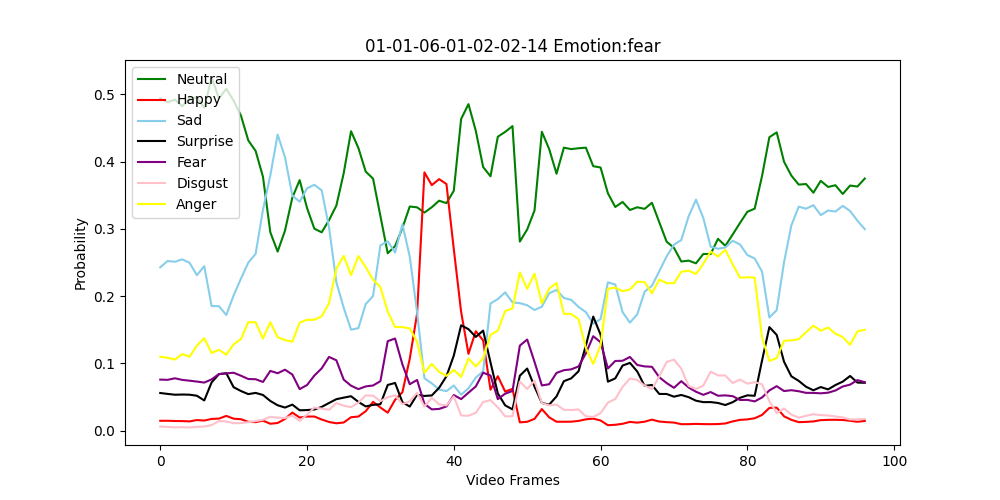 01-01-06-01-02-02-14 Emotion:fear
Neutral
Happy
Sad
Surprise
Fear
Disgust
Anger
Probability
0.5
0.4
0.3
0.2
0.1
0.0
0 20 40 60 80 100
Video Frames